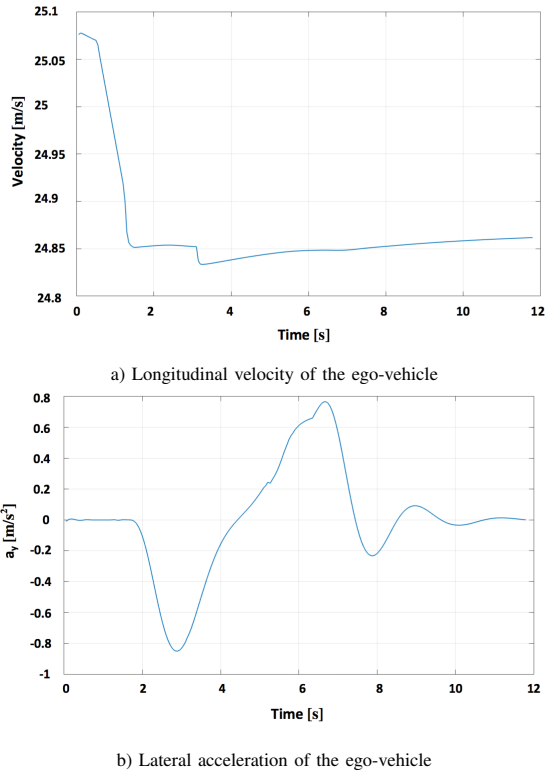 25.1
25.05
25
24.95
24.9
24.85
24.8
Velocity [m/s]
0 2 4 6 8 10 12
Time [s]
a) Longitudinal velocity of the ego-vehicle
0.8
0.6
0.4
0.2
0
-0.2
-0.4
-0.6
-0.8
-1
a_y [m/s²]
0 2 4 6 8 10 12
Time [s]
b) Lateral acceleration of the ego-vehicle